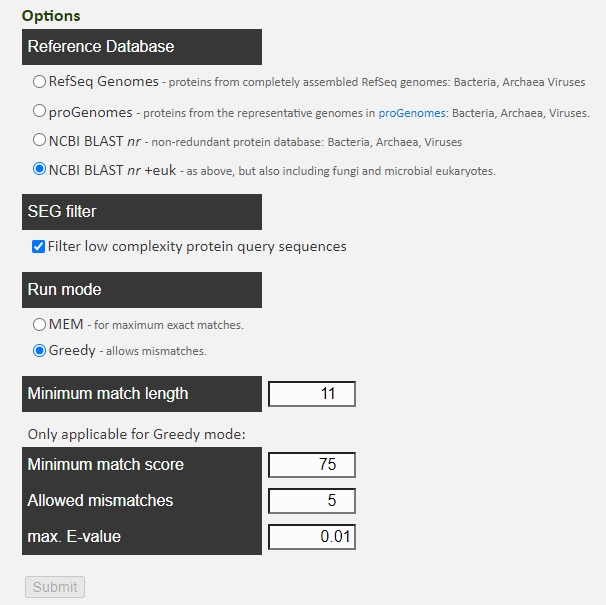 Options
Reference Database
RefSeq Genomes - proteins from completely assembled RefSeq genomes: Bacteria, Archaea Viruses
proGenomes - proteins from the representative genomes in proGenomes: Bacteria, Archaea, Viruses.
NCBI BLAST nr - non-redundant protein database: Bacteria, Archaea, Viruses
NCBI BLAST nr +euk - as above, but also including fungi and microbial eukaryotes.
SEG filter
Filter low complexity protein query sequences
Run mode
MEM - for maximum exact matches.
Greedy - allows mismatches.
Minimum match length 11
Only applicable for Greedy mode:
Minimum match score 75
Allowed mismatches 5
max. E-value 0.01
Submit